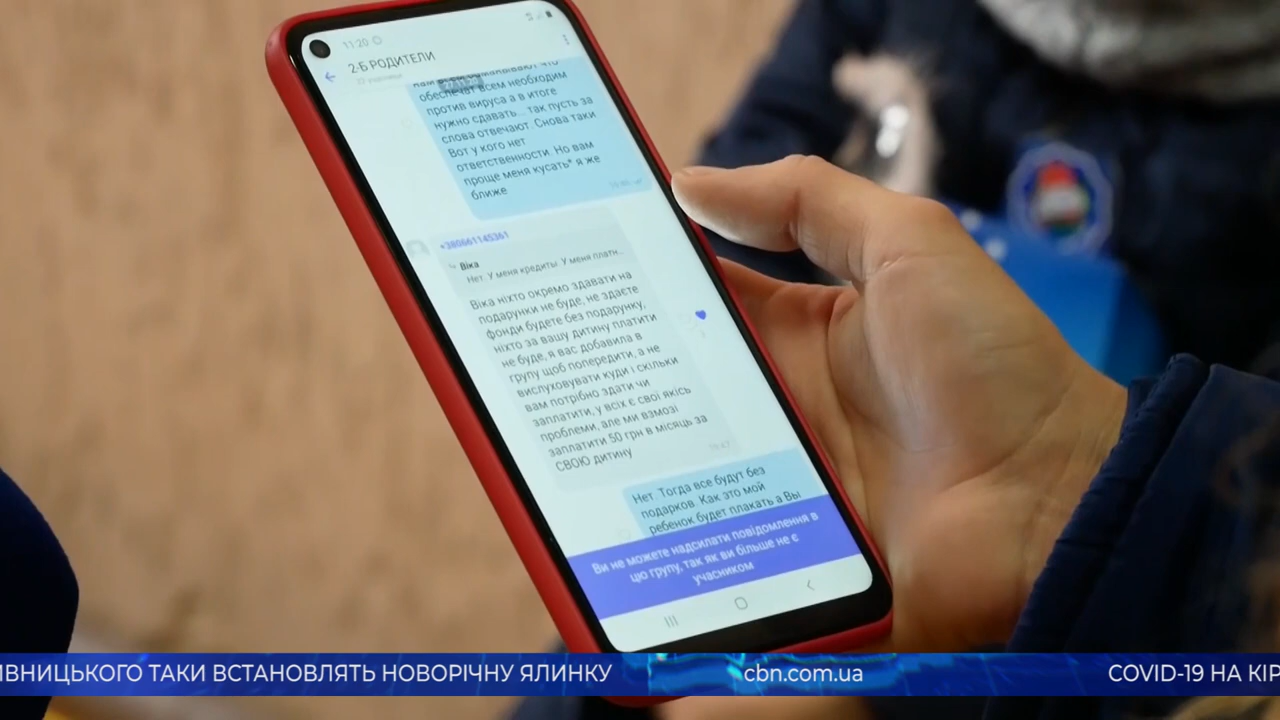 11:20
2-Б РОДИТЕЛИ
обеспечат всем необходим
против вируса а в итоге
нужно сдавать... так пусть за
слова отвечают. Снова таки
Вот у кого нет
ответственности. Но вам
проще меня кусать" я же
ближе
+380661145361
Віка
Нет. У меня кредиты. У меня платн...
Віка ніхто окремо здавати на
подарунки не буде, не здаєте
фонди будете без подарунку,
ніхто за вашу дитину платити
не буде, я вас добавила в
групу щоб попередити, а не
вислуховувати куди і скільки
вам потрібно здати чи
заплатити, у всіх є свої якісь
проблеми, але ми взмозі
заплатити 50 грн в місяць за
СВОЮ дитину
Нет. Тогда все будут без
подарков. Как это мой
ребенок будет плакать а Вы
Ви не можете надсилати повідомлення в
цю групу, так як ви більше не є
учасником
ИВНИЦЬКОГО ТАКИ ВСТАНОВЛЯТЬ НОВОРІЧНУ ЯЛИНКУ
cbn.com.ua
COVID-19 НА КІР